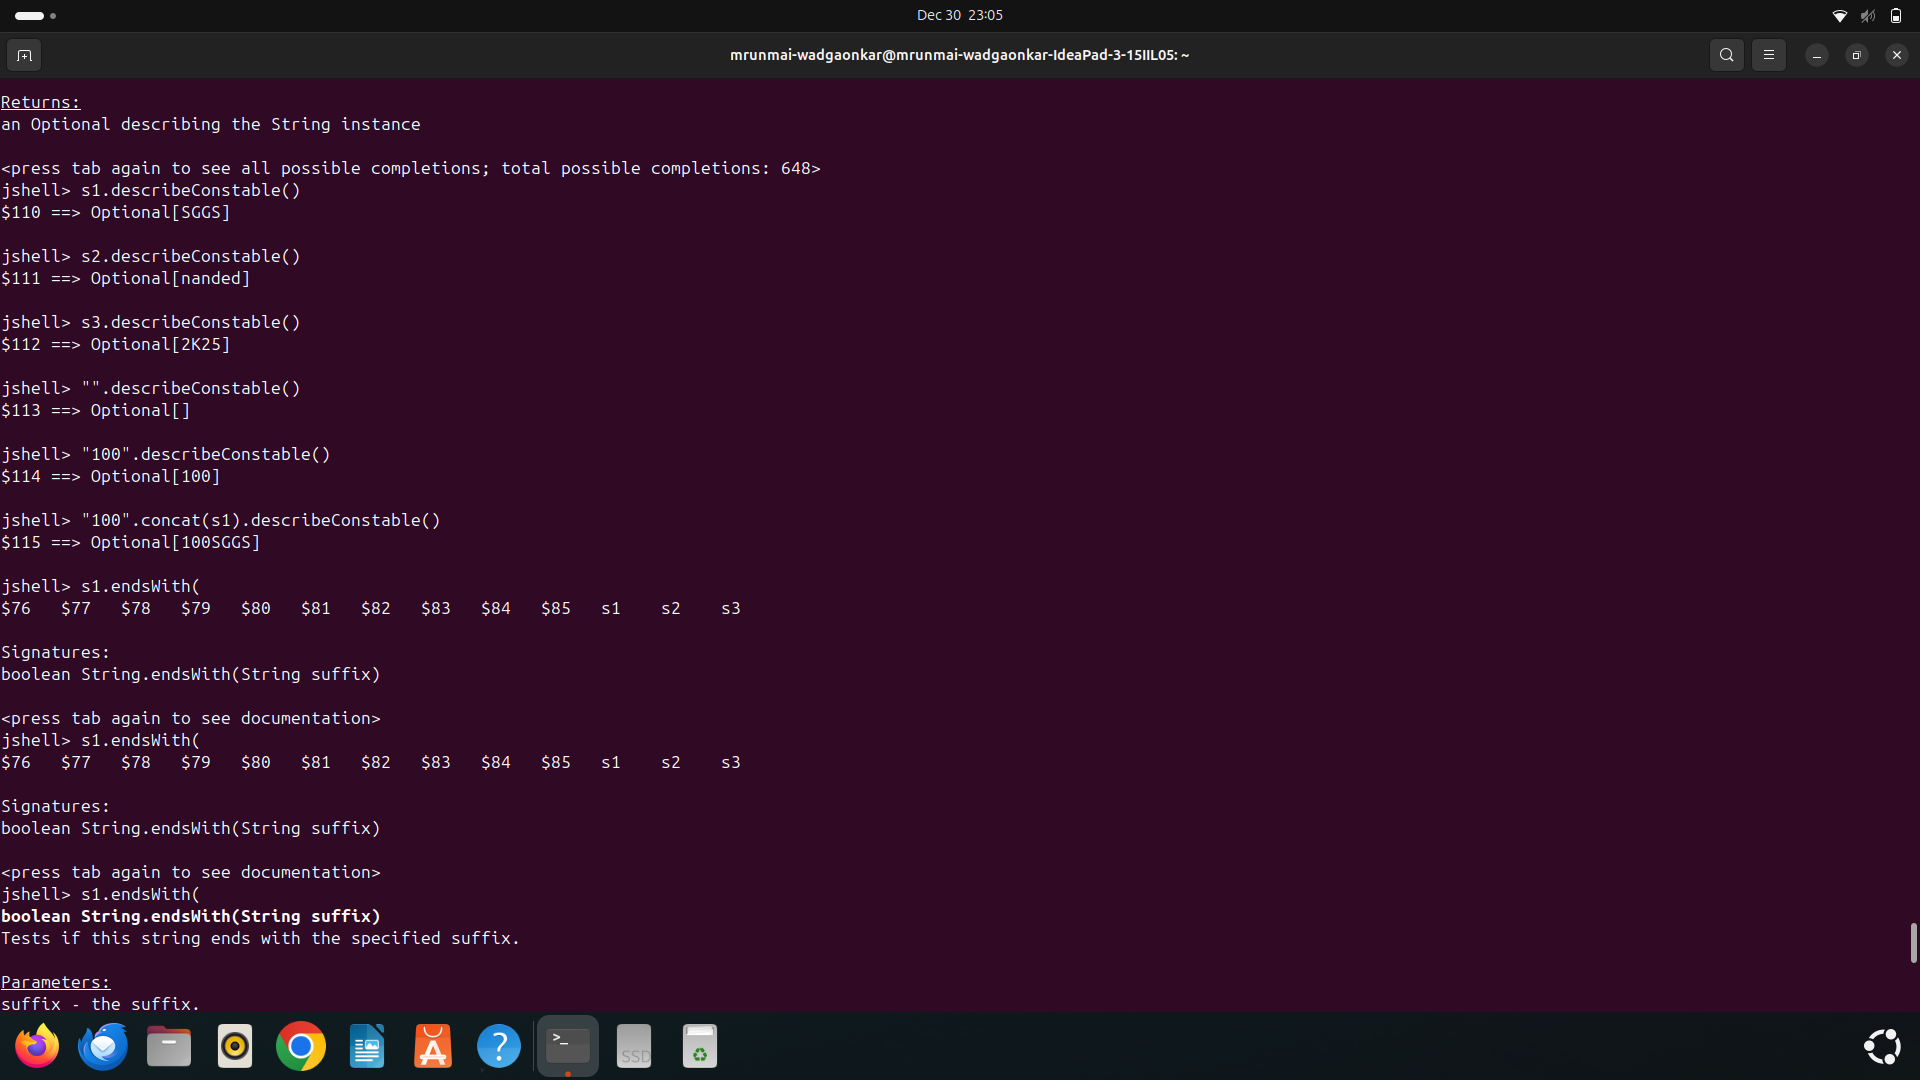 Dec 30 23:05
mrunmai-wadgaonkar@mrunmai-wadgaonkar-IdeaPad-3-15IIL05: ~
Returns:
an Optional describing the String instance
<press tab again to see all possible completions; total possible completions: 648>
jshell> s1.describeConstable()
$110 ==> Optional[SGGS]
jshell> s2.describeConstable()
$111 ==> Optional[nanded]
jshell> s3.describeConstable()
$112 ==> Optional[2K25]
jshell> "".describeConstable()
$113 ==> Optional[]
jshell> "100".describeConstable()
$114 ==> Optional[100]
jshell> "100".concat(s1).describeConstable()
$115 ==> Optional[100SGGS]
jshell> s1.endsWith(
$76   $77   $78   $79   $80   $81   $82   $83   $84   $85   s1    s2    s3
Signatures:
boolean String.endsWith(String suffix)
<press tab again to see documentation>
jshell> s1.endsWith(
$76   $77   $78   $79   $80   $81   $82   $83   $84   $85   s1    s2    s3
Signatures:
boolean String.endsWith(String suffix)
<press tab again to see documentation>
jshell> s1.endsWith(
boolean String.endsWith(String suffix)
Tests if this string ends with the specified suffix.
Parameters:
suffix - the suffix.
>_
?
SSD